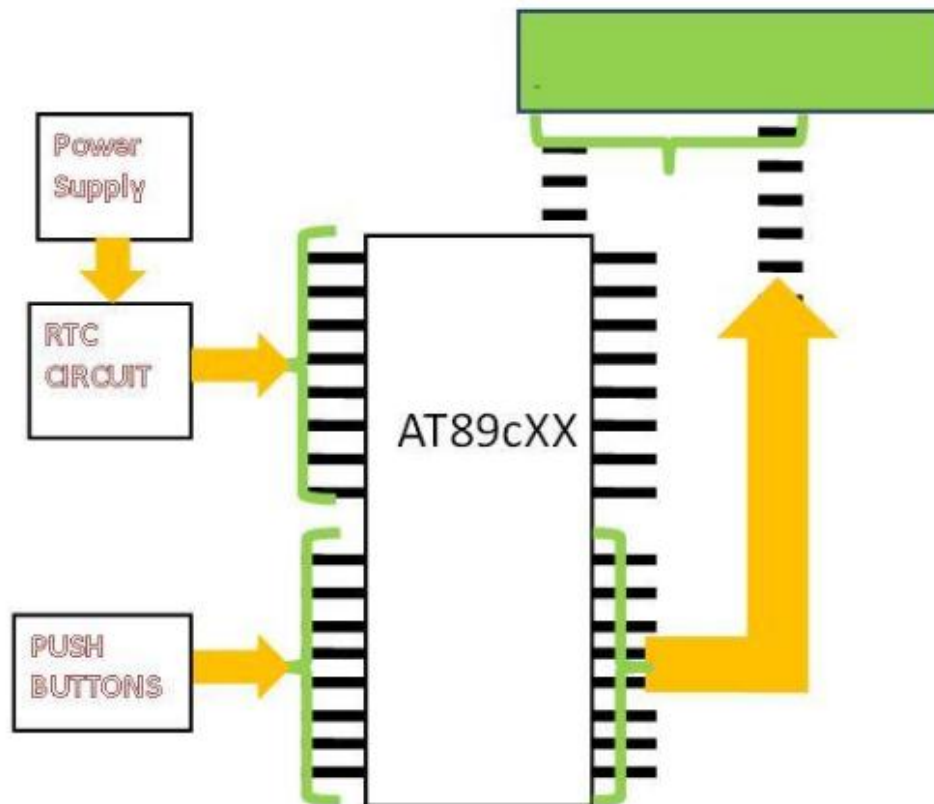 Power
Supply
RTC
CIRCUIT
AT89cXX
PUSH
BUTTONS